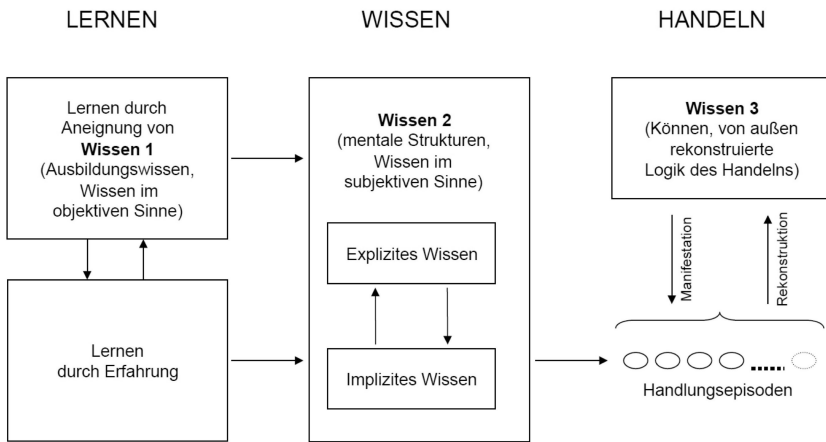 LERNEN
WISSEN
HANDELN
Lernen durch
Aneignung von
Wissen 1
(Ausbildungswissen,
Wissen im
objektiven Sinne)
Lernen
durch Erfahrung
Wissen 2
(mentale Strukturen,
Wissen im
subjektiven Sinne)
Explizites Wissen
Implizites Wissen
Wissen 3
(Können, von außen
rekonstruierte
Logik des Handelns)
Manifestation
Rekonstruktion
Handlungsepisoden